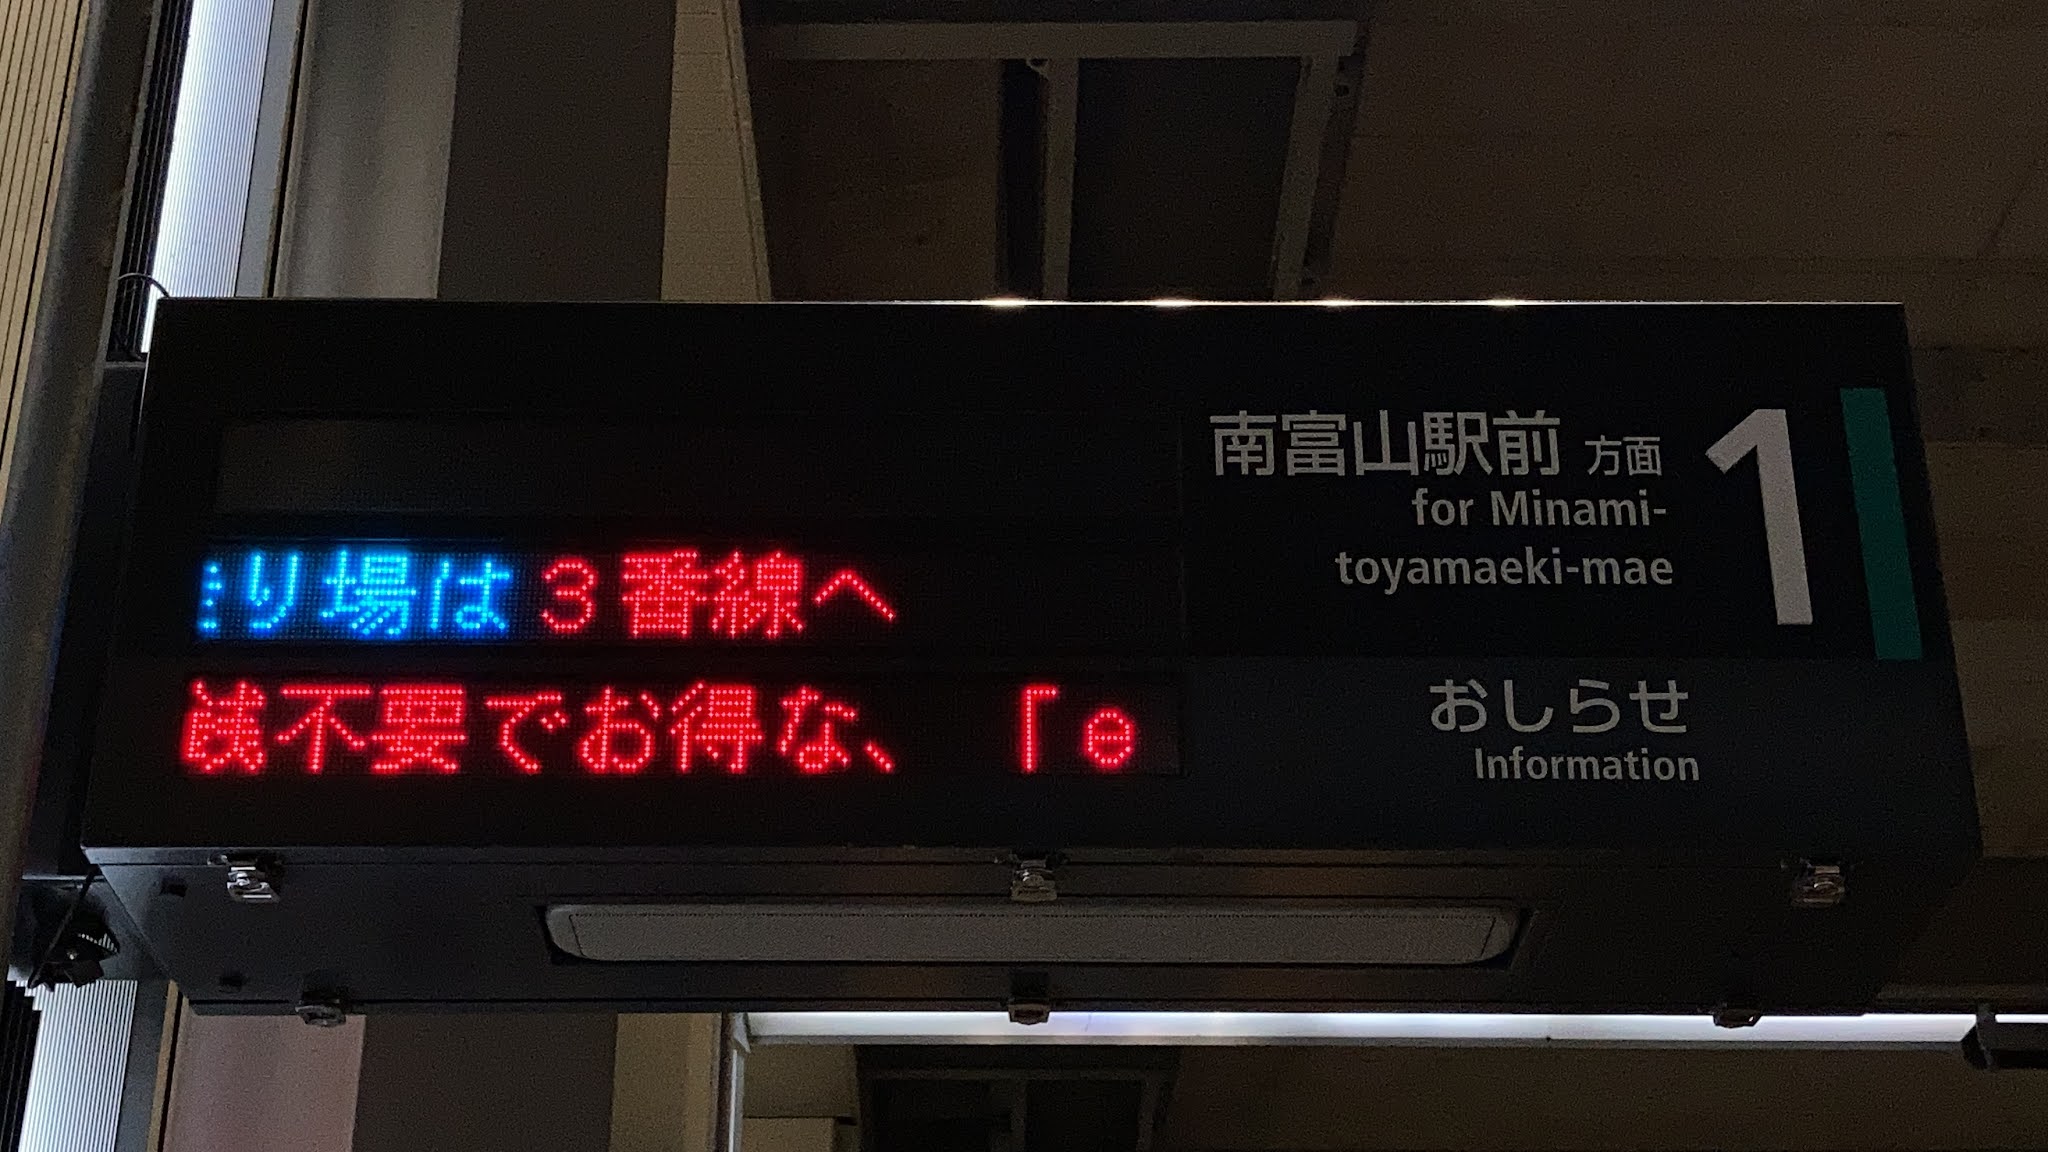 南富山駅前 方面 1
for Minami-
toyamaeki-mae
り場は3番線へ
おしらせ
Information
銭不要でお得な、「e